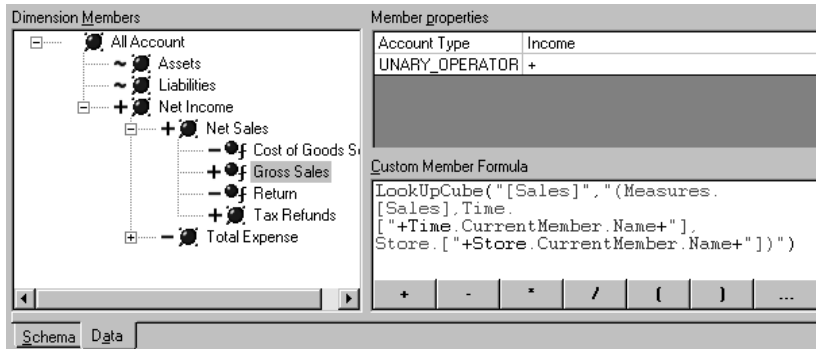 Dimension Members
All Account
~ Assets
~ Liabilities
+ Net Income
+ Net Sales
- Cost of Goods S
+ Gross Sales
- Return
+ Tax Refunds
- Total Expense
Schema
Data
Member properties
Account Type Income
UNARY_OPERATOR +
Custom Member Formula
LookUpCube("[Sales]","(Measures.
[Sales],Time.
["+Time.CurrentMember.Name+"],
Store.["+Store.CurrentMember.Name+"])")
+ - * / ( ) ...